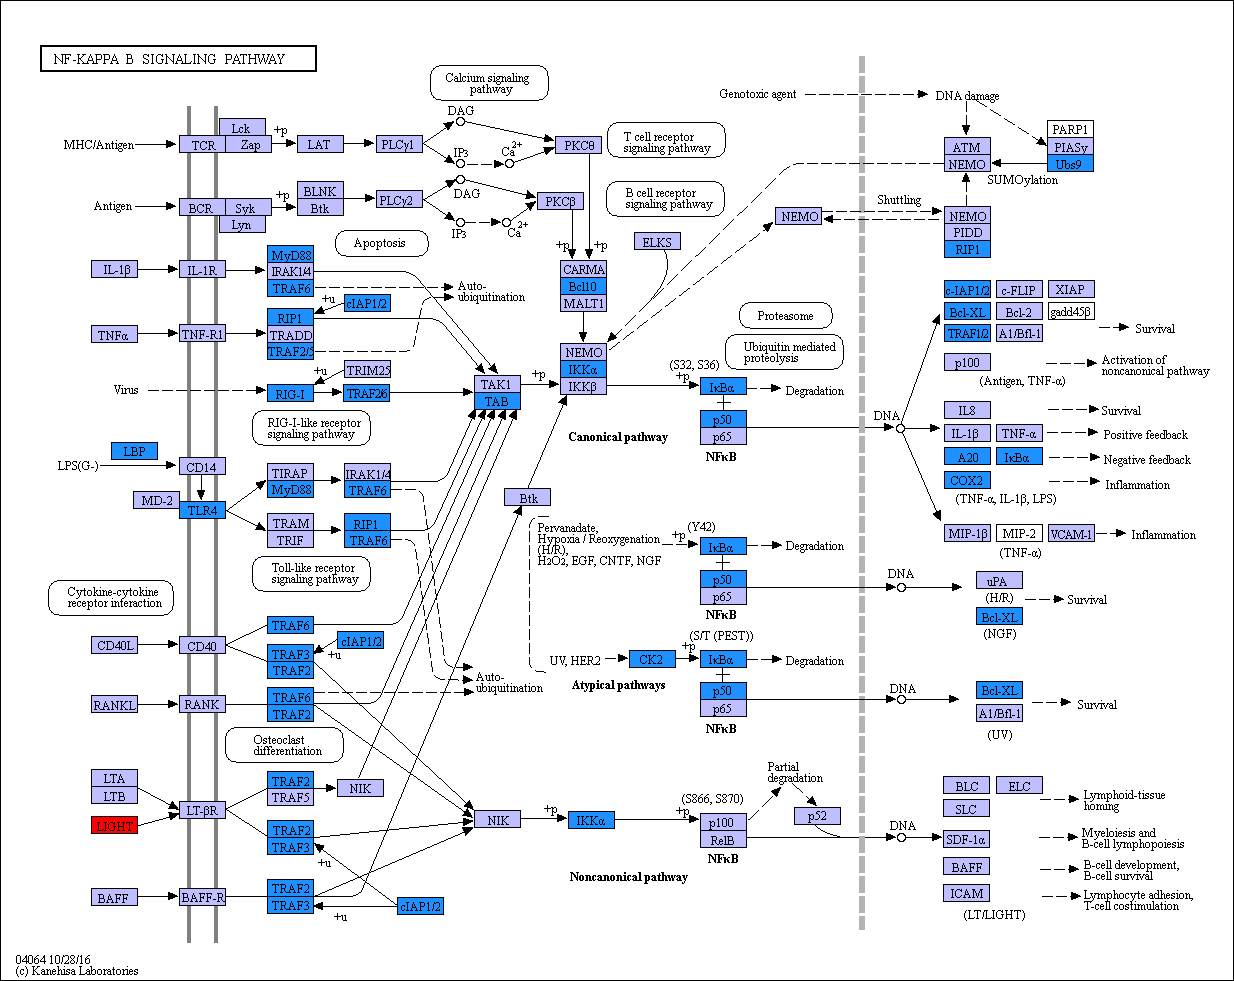 NF-KAPPA B SIGNALING PATHWAY
Calcium signaling
pathway
Genotoxic agent
DNA damage
DAG
Lck
+p
MHC/Antigen
TCR
Zap
LAT
PLCγ1
IP3
Ca2+
PKCθ
T cell receptor
signaling pathway
ATM
NEMO
PARP1
PIASy
Ubs9
SUMOylation
BLNK
Btk
+p
Antigen
BCR
Syk
Lyn
PLCγ2
DAG
IP3
Ca2+
PKCβ
B cell receptor
signaling pathway
Shuttling
NEMO
NEMO
PIDD
RIP1
Apoptosis
+p
+p
ELKS
IL-1β
IL-1R
MyD88
IRAK1/4
TRAF6
Auto-
ubiquitination
CARMA
Bcl10
MALT1
c-IAP1/2
c-FLIP
XIAP
Bcl-XL
Bcl-2
gadd45β
TRAF1/2
A1/Bfl-1
Survival
+u
cIAP1/2
TNFα
TNF-R1
RIP1
TRADD
TRAF2/5
Proteasome
Ubiquitin mediated
proteolysis
NEMO
IKKα
IKKβ
p100
Activation of
noncanonical pathway
(Antigen, TNF-α)
Virus
+u
TRIM25
RIG-I
TRAF2/6
TAK1
TAB
+p
(S32, S36)
+p
IκBα
Degradation
p50
p65
NFκB
Canonical pathway
DNA
RIG-I-like receptor
signaling pathway
IL8
Survival
IL-1β
TNF-α
Positive feedback
A20
IκBα
Negative feedback
COX2
Inflammation
(TNF-α, IL-1β, LPS)
LBP
LPS(G-)
CD14
MD-2
TLR4
TIRAP
MyD88
IRAK1/4
TRAF6
TRAM
TRIF
RIP1
TRAF6
Btk
Toll-like receptor
signaling pathway
Pervanadate,
Hypoxia / Reoxygenation
(H/R),
H2O2, EGF, CNTF, NGF
(Y42)
+p
IκBα
Degradation
p50
p65
NFκB
MIP-1β
MIP-2
VCAM-1
Inflammation
(TNF-α)
DNA
uPA
(H/R)
Survival
Bcl-XL
(NGF)
Cytokine-cytokine
receptor interaction
CD40L
CD40
TRAF6
TRAF3
TRAF2
cIAP1/2
+u
(S/T (PEST))
+p
UV, HER2
CK2
IκBα
Degradation
Auto-
ubiquitination
Atypical pathways
p50
p65
NFκB
DNA
Bcl-XL
A1/Bfl-1
(UV)
Survival
RANKL
RANK
TRAF6
TRAF2
Osteoclast
differentiation
LTA
LTB
LIGHT
LT-βR
TRAF2
TRAF5
NIK
TRAF2
TRAF3
+u
NIK
+p
IKKα
(S866, S870)
+p
p100
RelB
NFκB
Partial
degradation
p52
DNA
Noncanonical pathway
BLC
ELC
SLC
Lymphoid-tissue
homing
SDF-1α
Myeloiesis and
B-cell lymphopoiesis
BAFF
B-cell development,
B-cell survival
ICAM
Lymphocyte adhesion,
T-cell costimulation
(LT/LIGHT)
BAFF
BAFF-R
TRAF2
TRAF3
+u
cIAP1/2
04064 10/28/16
(c) Kanehisa Laboratories